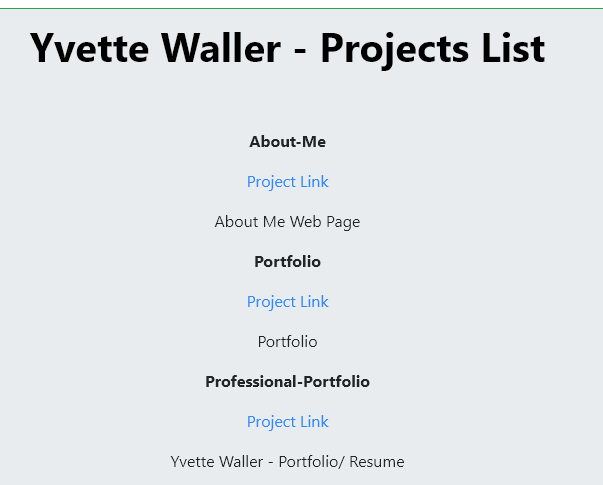 Yvette Waller - Projects List
About-Me
Project Link
About Me Web Page
Portfolio
Project Link
Portfolio
Professional-Portfolio
Project Link
Yvette Waller - Portfolio/ Resume